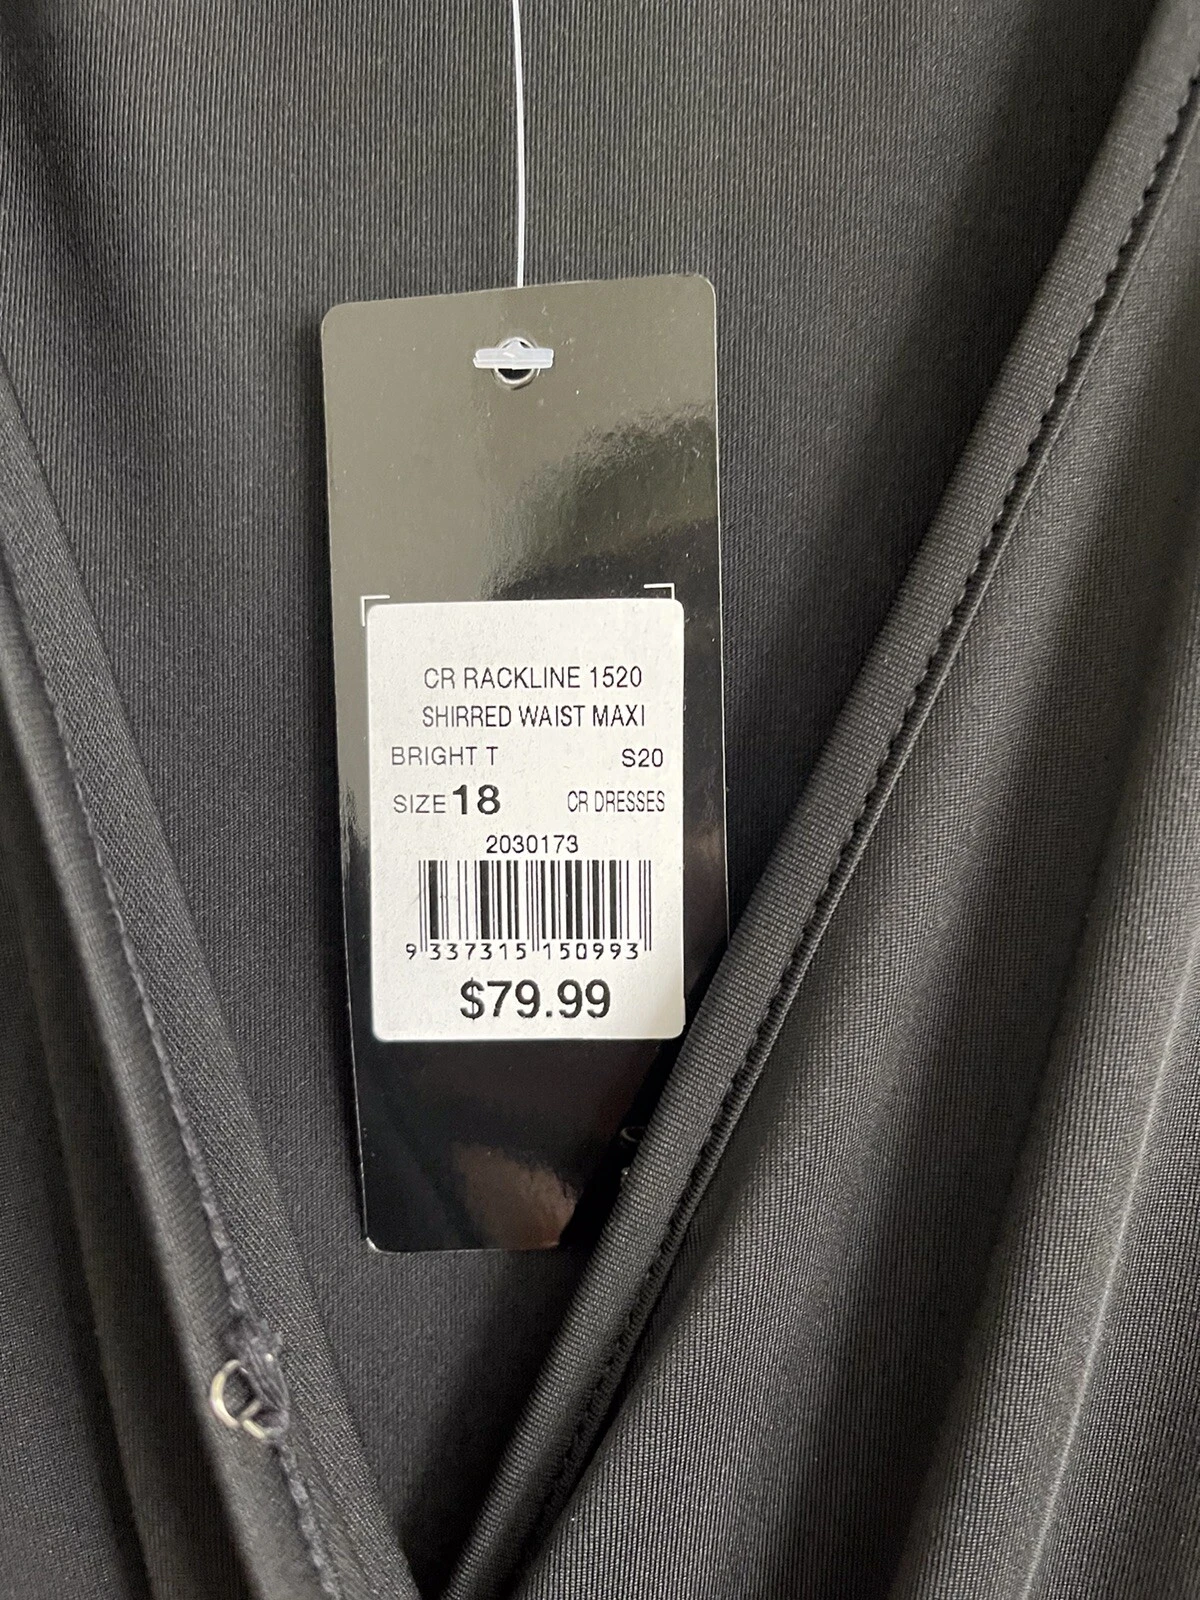 CR RACKLINE 1520
SHIRRED WAIST MAXI
BRIGHT T S20
SIZE 18 CR DRESSES
2030173
9 337315 150993
$79.99